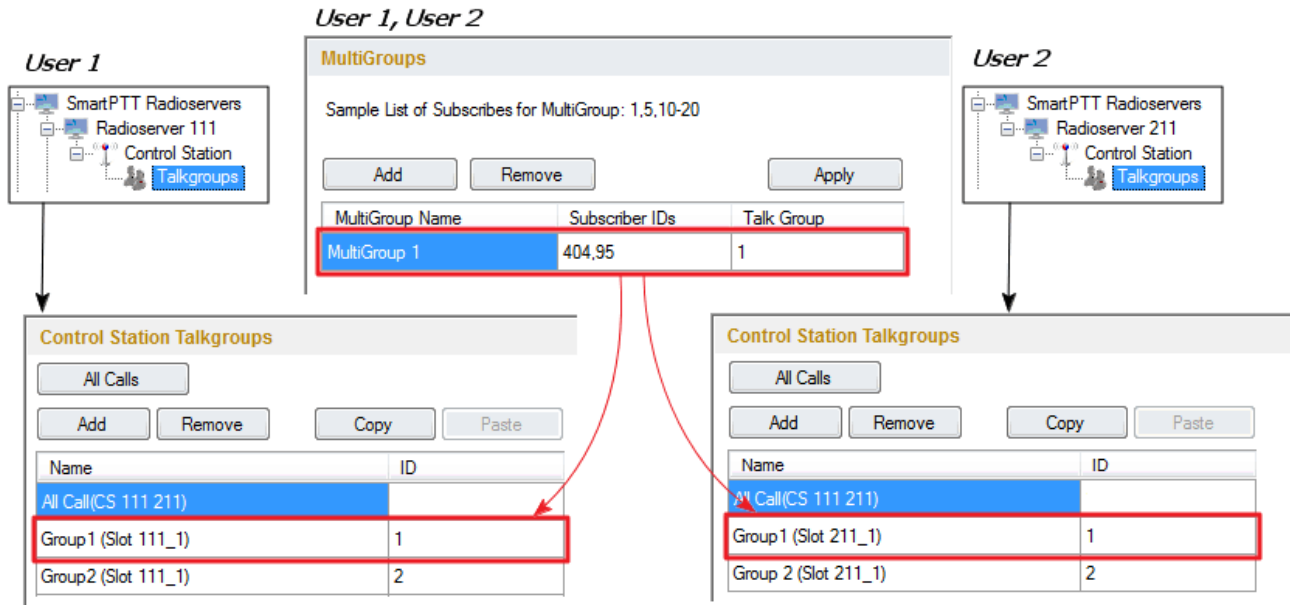 User 1, User 2
User 1
SmartPTT Radioservers
Radioserver 111
Control Station
Talkgroups
MultiGroups
Sample List of Subscribes for MultiGroup: 1,5,10-20
Add Remove Apply
MultiGroup Name Subscriber IDs Talk Group
MultiGroup 1 404,95 1
User 2
SmartPTT Radioservers
Radioserver 211
Control Station
Talkgroups
Control Station Talkgroups
All Calls
Add Remove Copy Paste
Name ID
All Call(CS 111 211)
Group1 (Slot 111_1) 1
Group2 (Slot 111_1) 2
Control Station Talkgroups
All Calls
Add Remove Copy Paste
Name ID
All Call(CS 111 211)
Group1 (Slot 211_1) 1
Group 2 (Slot 211_1) 2